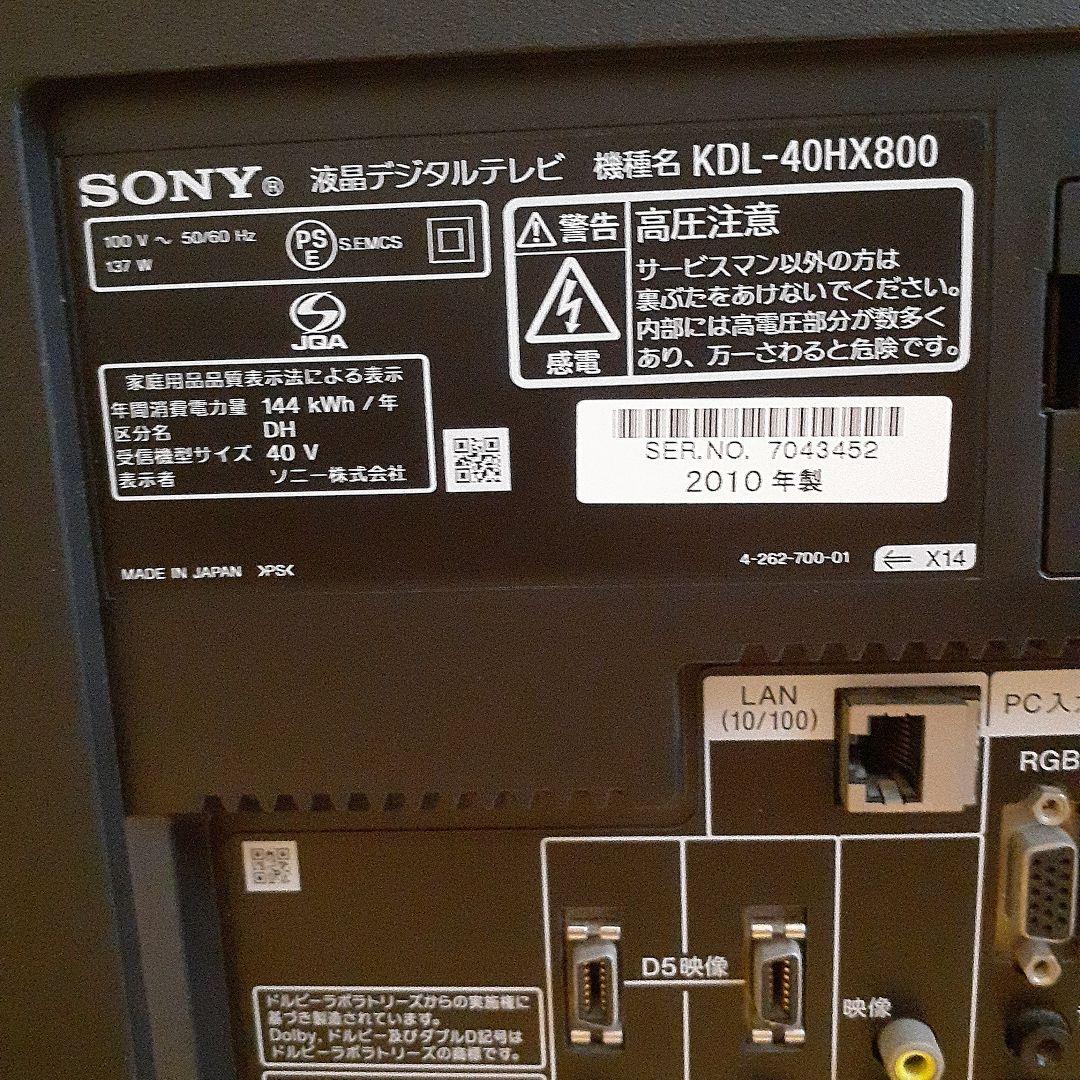 SONY® 液晶デジタルテレビ 機種名 KDL-40HX800
100 V ～ 50/60 Hz
137 W
PS
E
S.EMCS
JQA
警告 高圧注意
サービスマン以外の方は
裏ぶたをあけないでください。
内部には高電圧部分が数多く
あり、万一さわると危険です。
感電
家庭用品品質表示法による表示
年間消費電力量 144 kWh / 年
区分名 DH
受信機型サイズ 40 V
表示者 ソニー株式会社
SER.NO. 7043452
2010 年製
MADE IN JAPAN >PS<
4-262-700-01 ← X14
LAN
(10/100)
PC入
RGB
D5映像
映像
ドルビーラボラトリーズからの実施権に
基づき製造されています。
Dolby、ドルビー及びダブルD記号は
ドルビーラボラトリーズの商標です。